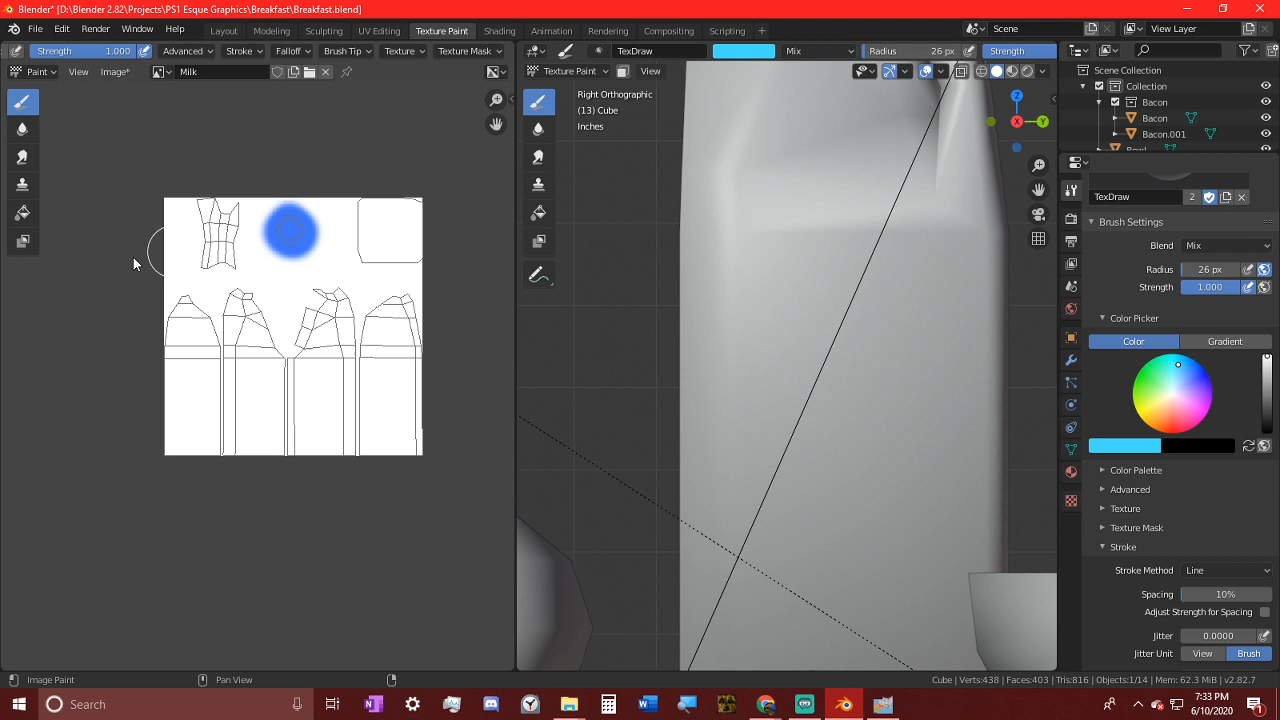 Blender* [D:\Blender 2.82\Projects\PS1 Esque Graphics\Breakfast\Breakfast.blend]
File Edit Render Window Help Layout Modeling Sculpting UV Editing Texture Paint Shading Animation Rendering Compositing Scripting + Scene View Layer
Strength 1.000 Advanced Stroke Falloff Brush Tip Texture Texture Mask TexDraw Mix Radius 26 px Strength
Paint View Image* Milk Texture Paint View Scene Collection
Collection
Right Orthographic
(13) Cube
Inches
Bacon
Bacon
Bacon.001
Z
Y
X
TexDraw 2
Brush Settings
Blend Mix
Radius 26 px
Strength 1.000
Color Picker
Color Gradient
Color Palette
Advanced
Texture
Texture Mask
Stroke
Stroke Method Line
Spacing 10%
Adjust Strength for Spacing
Jitter 0.0000
Jitter Unit View Brush
Image Paint Pan View Cube | Verts:438 | Faces:403 | Tris:816 | Objects:1/14 | Mem: 62.3 MiB | v2.82.7
Search
7:33 PM
6/10/2020